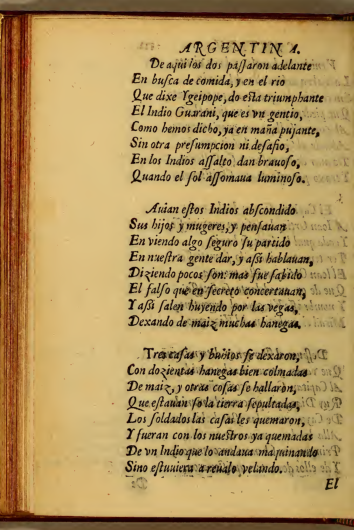 ARGENTINA.
De aqui los dos passaron adelante
En busca de comida, y en el rio
Que dixe Ygeipope, do esta triumphante
El Indio Guarani, que es vn gentio,
Como hemos dicho, ya en maña pujante,
Sin otra presumpcion ni desafio,
En los Indios assalto dan brauoso,
Quando el sol assomaua luminoso.
Auian estos Indios abscondido
Sus hijos y mugeres, y pensauan
En viendo algo seguro su partido
En nuestra gente dar, y assi hablauan,
Diziendo pocos son: mas fue sabido
El falso que en secreto concertauan,
Y assi salen huyendo por las vegas,
Dexando de maiz muchas hanegas.
Tres casas y buhios se dexaron,
Con dozientas hanegas bien colmadas
De maiz, y otras cosas se hallaron,
Que estauan so la tierra sepultadas,
Los soldados las casas les quemaron,
Y fueran con los nuestros ya quemadas
De vn Indio que lo andaua maquinando
Sino estuuiera velando.
El